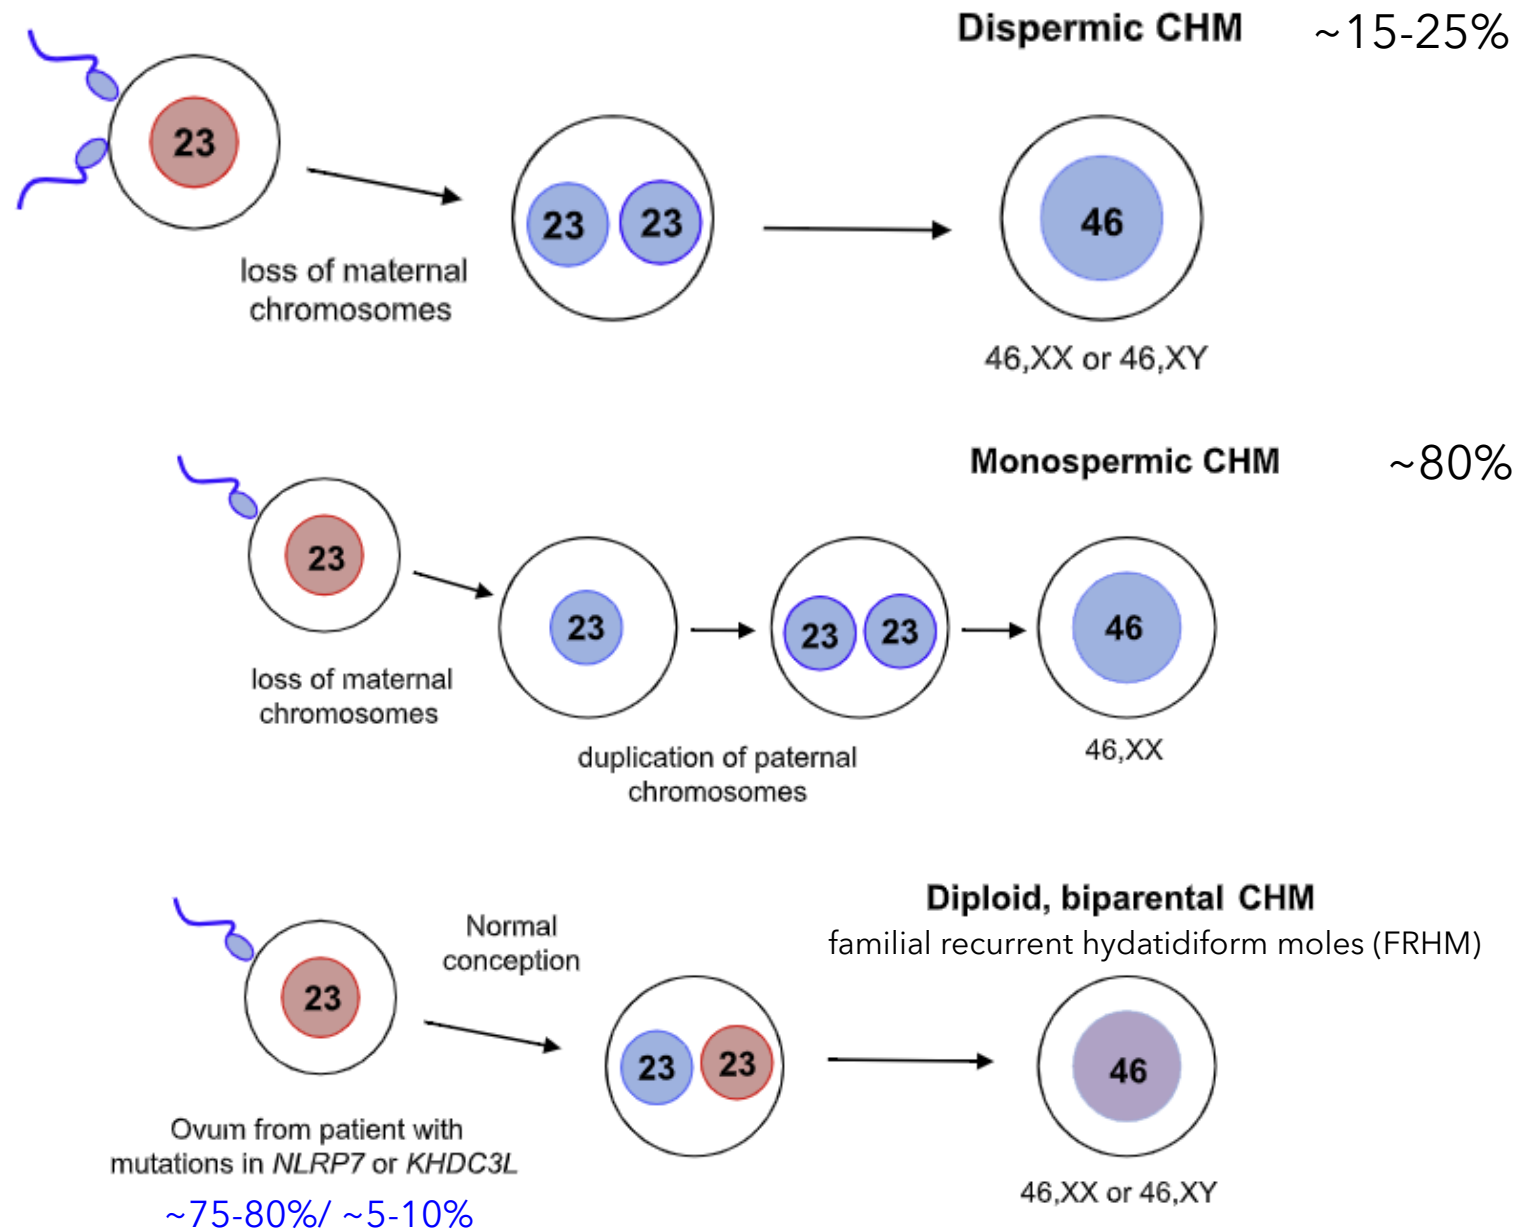 Dispermic CHM ~15-25%
23
23 23
46
loss of maternal
chromosomes
46,XX or 46,XY
Monospermic CHM ~80%
23
23
23 23
46
loss of maternal
chromosomes
duplication of paternal
chromosomes
46,XX
Diploid, biparental CHM
familial recurrent hydatidiform moles (FRHM)
Normal
conception
23
23 23
46
Ovum from patient with
mutations in NLRP7 or KHDC3L
~75-80%/ ~5-10%
46,XX or 46,XY